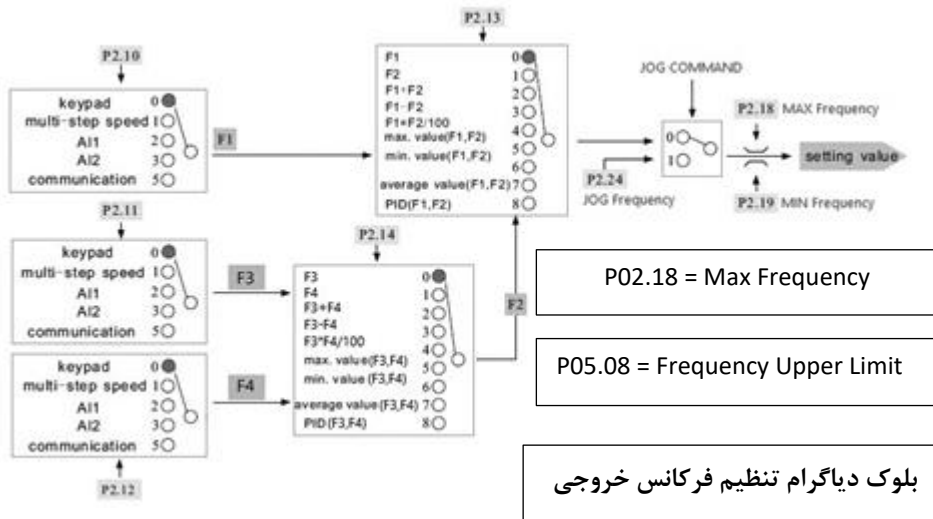 P2.10
keypad 0
multi-step speed 1
AI1 2
AI2 3
communication 5
F1
P2.11
keypad 0
multi-step speed 1
AI1 2
AI2 3
communication 5
F3
keypad 0
multi-step speed 1
AI1 2
AI2 3
communication 5
P2.12
F4
P2.14
F3 0
F4 1
F3+F4 2
F3-F4 3
F3*F4/100 4
max. value(F3,F4) 5
min. value (F3,F4) 6
average value(F3,F4) 7
PID(F3,F4) 8
F2
P2.13
F1 0
F2 1
F1+F2 2
F1-F2 3
F1*F2/100 4
max. value(F1,F2) 5
min. value(F1,F2) 6
average value(F1,F2) 7
PID(F1,F2) 8
JOG COMMAND
0
1
P2.24
JOG Frequency
P2.18 MAX Frequency
P2.19 MIN Frequency
setting value
P02.18 = Max Frequency
P05.08 = Frequency Upper Limit
بلوک دیاگرام تنظیم فرکانس خروجی